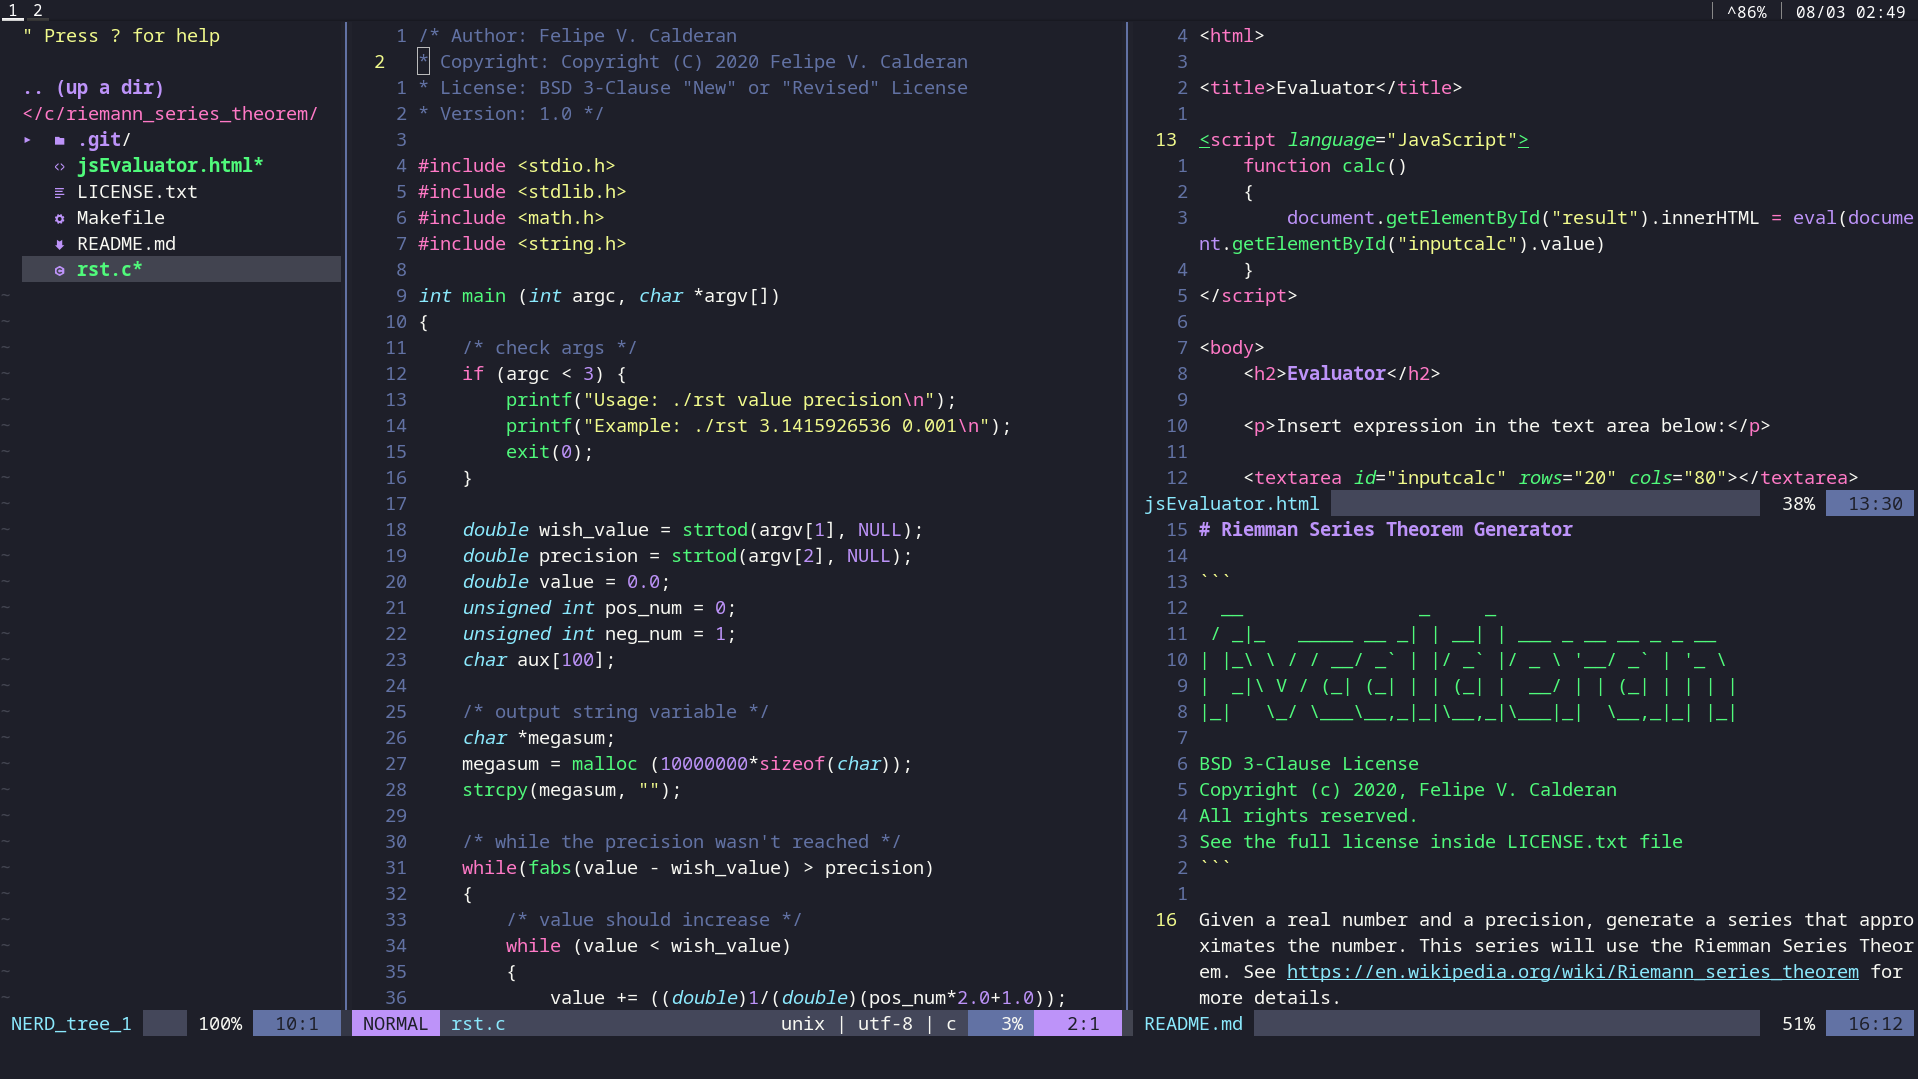 1 2 ^86% 08/03 02:49
" Press ? for help
.. (up a dir)
</c/riemann_series_theorem/
▸ .git/
jsEvaluator.html*
LICENSE.txt
Makefile
README.md
rst.c*
NERD_tree_1 100% 10:1
1 /* Author: Felipe V. Calderan
2 * Copyright: Copyright (C) 2020 Felipe V. Calderan
1 * License: BSD 3-Clause "New" or "Revised" License
2 * Version: 1.0 */
3
4 #include <stdio.h>
5 #include <stdlib.h>
6 #include <math.h>
7 #include <string.h>
8
9 int main (int argc, char *argv[])
10 {
11     /* check args */
12     if (argc < 3) {
13         printf("Usage: ./rst value precision\n");
14         printf("Example: ./rst 3.1415926536 0.001\n");
15         exit(0);
16     }
17
18     double wish_value = strtod(argv[1], NULL);
19     double precision = strtod(argv[2], NULL);
20     double value = 0.0;
21     unsigned int pos_num = 0;
22     unsigned int neg_num = 1;
23     char aux[100];
24
25     /* output string variable */
26     char *megasum;
27     megasum = malloc (10000000*sizeof(char));
28     strcpy(megasum, "");
29
30     /* while the precision wasn't reached */
31     while(fabs(value - wish_value) > precision)
32     {
33         /* value should increase */
34         while (value < wish_value)
35         {
36             value += ((double)1/(double)(pos_num*2.0+1.0));
NORMAL rst.c unix | utf-8 | c 3% 2:1
4 <html>
3
2 <title>Evaluator</title>
1
13 <script language="JavaScript">
1     function calc()
2     {
3         document.getElementById("result").innerHTML = eval(docume
nt.getElementById("inputcalc").value)
4     }
5 </script>
6
7 <body>
8     <h2>Evaluator</h2>
9
10     <p>Insert expression in the text area below:</p>
11
12     <textarea id="inputcalc" rows="20" cols="80"></textarea>
jsEvaluator.html 38% 13:30
15 # Riemman Series Theorem Generator
14
13 ```
12   __                _     _
11  / _|_   _____ __ _| | __| | ___ _ __ __ _ _ __
10 | |_\ \ / / __/ _` | |/ _` |/ _ \ '__/ _` | '_ \
9 |  _|\ V / (_| (_| | | (_| |  __/ | | (_| | | | |
8 |_|   \_/ \___\__,_|_|\__,_|\___|_|  \__,_|_| |_|
7
6 BSD 3-Clause License
5 Copyright (c) 2020, Felipe V. Calderan
4 All rights reserved.
3 See the full license inside LICENSE.txt file
2 ```
1
16 Given a real number and a precision, generate a series that appro
ximates the number. This series will use the Riemman Series Theor
em. See https://en.wikipedia.org/wiki/Riemann_series_theorem for
more details.
README.md 51% 16:12